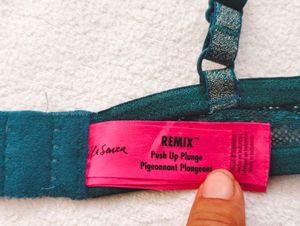 REMIX™
la Senza
Push Up Plunge
Pigeonnant Plongeant